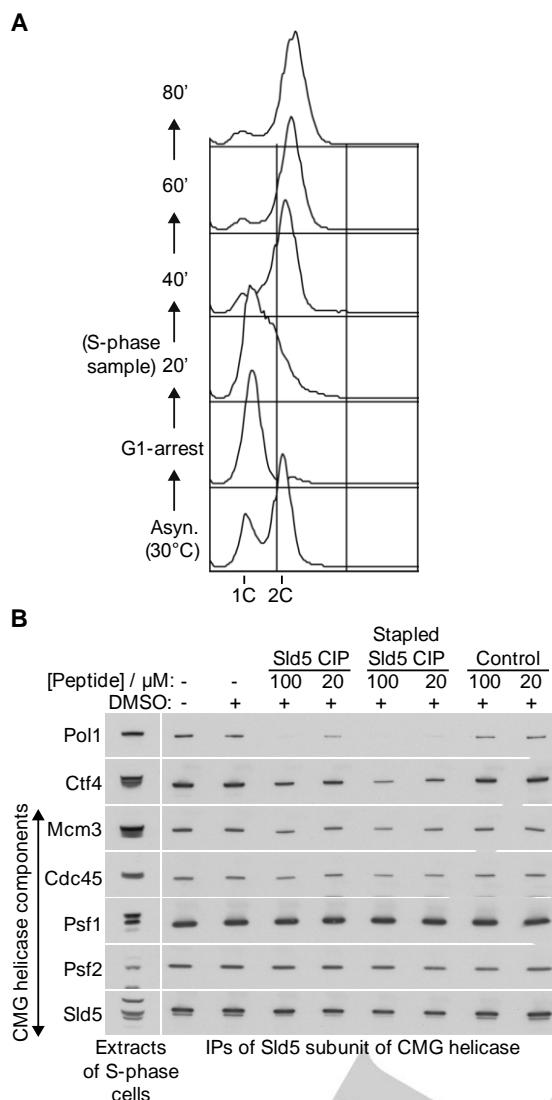 A
80'
60'
40'
(S-phase
sample) 20'
G1-arrest
Asyn.
(30°C)
1C 2C
B
Stapled
Sld5 CIP Sld5 CIP Control
[Peptide] / µM: - - 100 20 100 20 100 20
DMSO: - + + + + + + +
Pol1
Ctf4
Mcm3
Cdc45
Psf1
Psf2
Sld5
CMG helicase components
Extracts IPs of Sld5 subunit of CMG helicase
of S-phase
cells